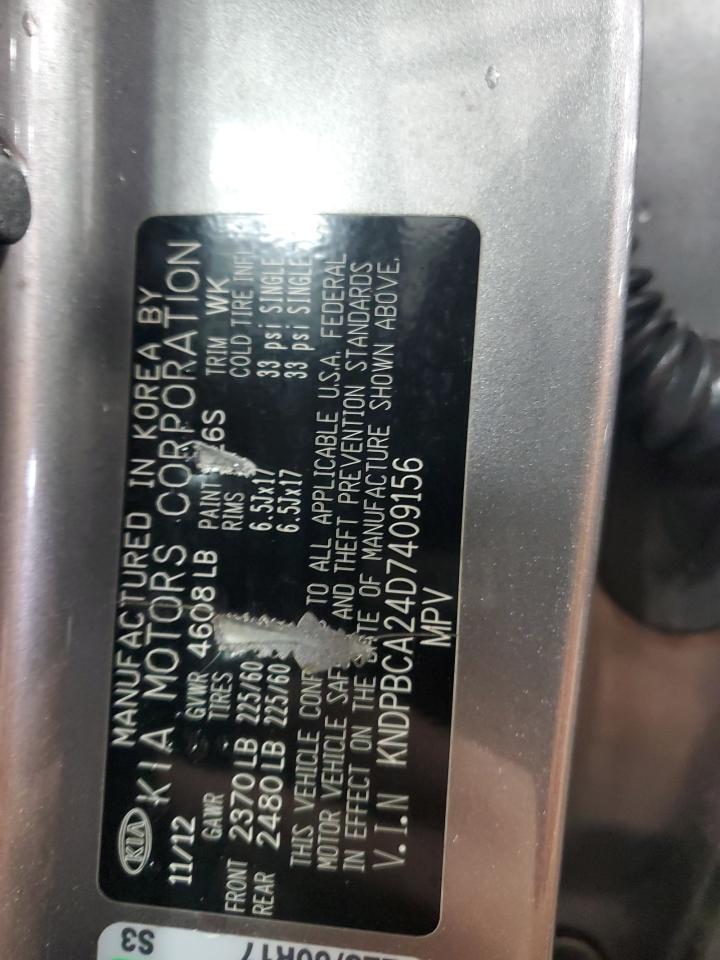 KIA MANUFACTURED IN KOREA BY
KIA MOTORS CORPORATION
11/12 GVWR 4608LB PAINT 6S TRIM WK
GAWR TIRES RIMS COLD TIRE INFL
FRONT 2370LB 225/60 6.5Jx17 33 psi SINGLE
REAR 2480LB 225/60 6.5Jx17 33 psi SINGLE
THIS VEHICLE TO ALL APPLICABLE U.S.A. FEDERAL
MOTOR VEHICLE AND THEFT PREVENTION STANDARDS
IN EFFECT ON THE OF MANUFACTURE SHOWN ABOVE.
V.I.N KNDPBCA24D7409156
MPV
S3